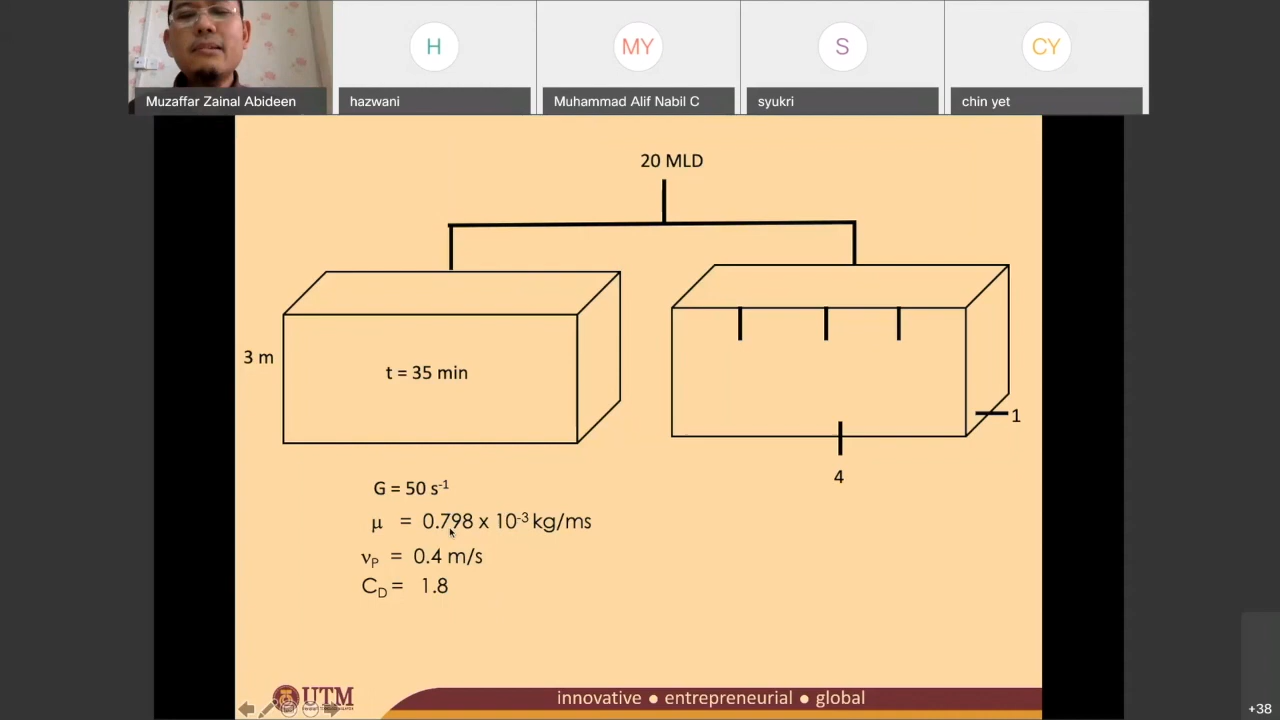 H
MY
S
CY
Muzaffar Zainal Abideen
hazwani
Muhammad Alif Nabil C
syukri
chin yet
20 MLD
3 m
t = 35 min
1
4
G = 50 s⁻¹
μ = 0.798 x 10⁻³ kg/ms
νₚ = 0.4 m/s
C_D = 1.8
UTM
innovative ● entrepreneurial ● global
+38